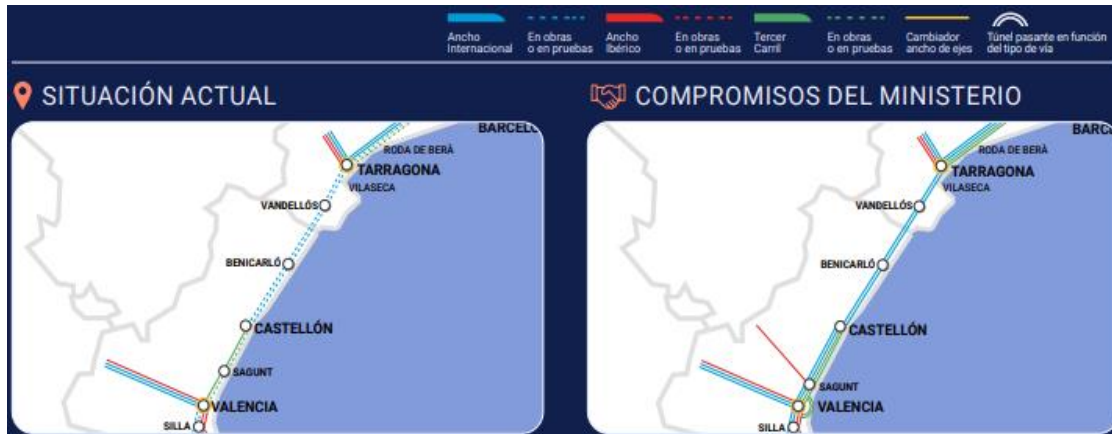 Ancho
Internacional
En obras
o en pruebas
Ancho
Ibérico
En obras
o en pruebas
Tercer
Carril
En obras
o en pruebas
Cambiador
ancho de ejes
Túnel pasante en función
del tipo de vía
SITUACIÓN ACTUAL
BARCEL
RODA DE BERÀ
TARRAGONA
VILASECA
VANDELLÓS
BENICARLÓ
CASTELLÓN
SAGUNT
VALENCIA
SILLA
COMPROMISOS DEL MINISTERIO
BARC
RODA DE BERÀ
TARRAGONA
VILASECA
VANDELLÓS
BENICARLÓ
CASTELLÓN
SAGUNT
VALENCIA
SILLA